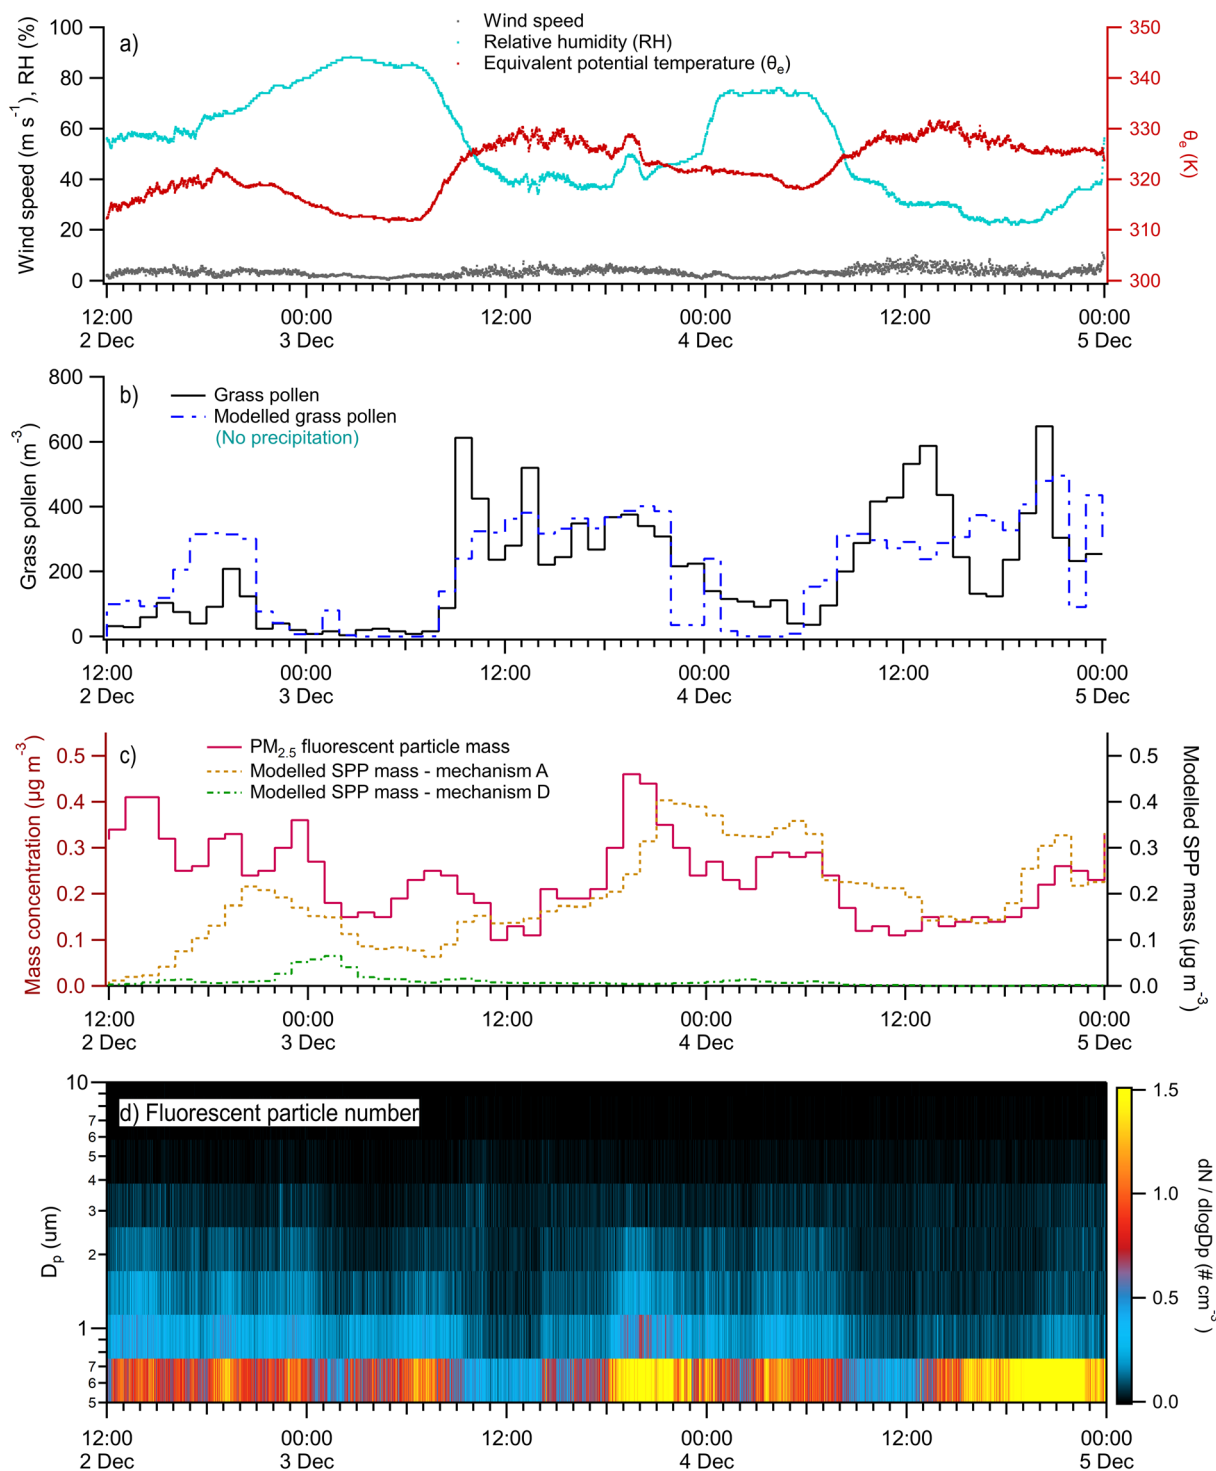 a)
Wind speed
Relative humidity (RH)
Equivalent potential temperature (θe)
Wind speed (m s⁻¹), RH (%)
100
80
60
40
20
0
θe (K)
350
340
330
320
310
300
12:00 00:00 12:00 00:00 12:00 00:00
2 Dec 3 Dec 4 Dec 5 Dec
b)
Grass pollen
Modelled grass pollen
(No precipitation)
Grass pollen (m⁻³)
800
600
400
200
0
12:00 00:00 12:00 00:00 12:00 00:00
2 Dec 3 Dec 4 Dec 5 Dec
c)
PM2.5 fluorescent particle mass
Modelled SPP mass - mechanism A
Modelled SPP mass - mechanism D
Mass concentration (µg m⁻³)
0.5
0.4
0.3
0.2
0.1
0.0
Modelled SPP mass (µg m⁻³)
0.5
0.4
0.3
0.2
0.1
0.0
12:00 00:00 12:00 00:00 12:00 00:00
2 Dec 3 Dec 4 Dec 5 Dec
d) Fluorescent particle number
Dp (um)
10
7
6
5
4
3
2
1
7
6
5
1.5
1.0
0.5
0.0
dN / dlogDp (# cm⁻³)
12:00 00:00 12:00 00:00 12:00 00:00
2 Dec 3 Dec 4 Dec 5 Dec